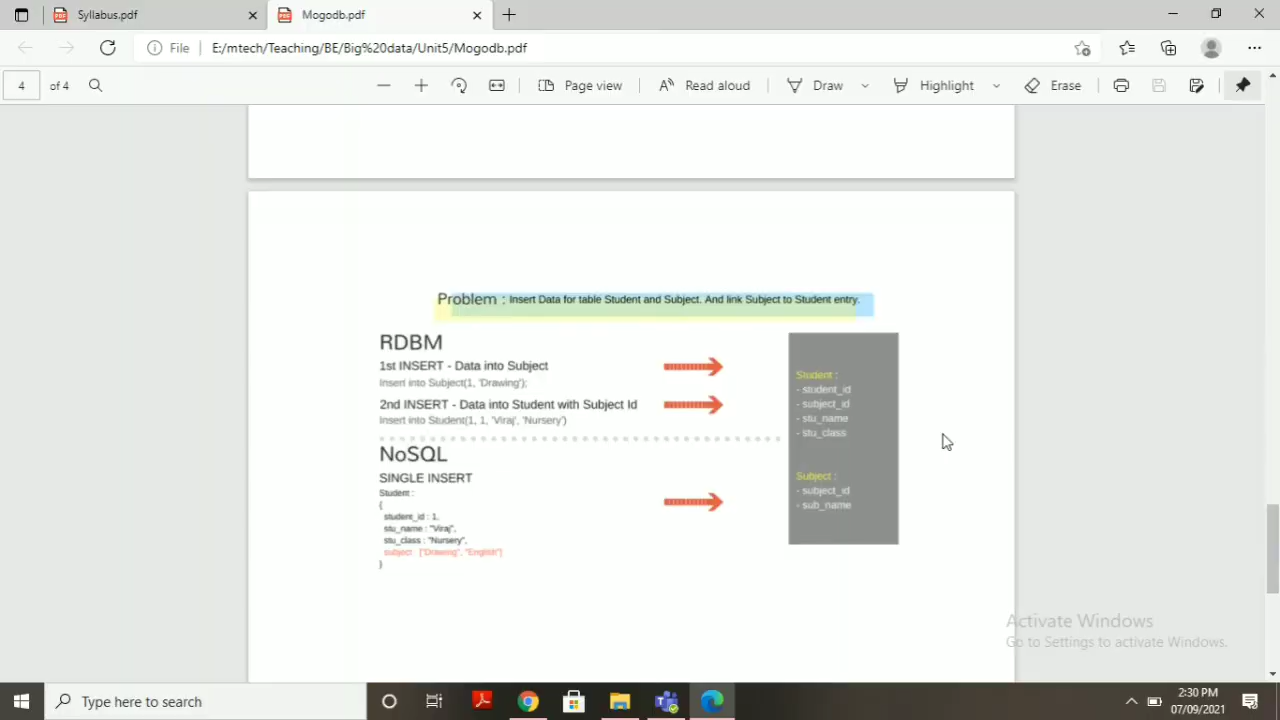 Syllabus.pdf
Mogodb.pdf
File
E:/mtech/Teaching/BE/Big%20data/Unit5/Mogodb.pdf
4 of 4
Page view
Read aloud
Draw
Highlight
Erase
Problem : Insert Data for table Student and Subject. And link Subject to Student entry.
RDBM
1st INSERT - Data into Subject
Insert into Subject(1, 'Drawing');
2nd INSERT - Data into Student with Subject Id
Insert into Student(1, 1, 'Viraj', 'Nursery')
NoSQL
SINGLE INSERT
Student :
{
student_id : 1,
stu_name : "Viraj",
stu_class : "Nursery",
subject : ["Drawing", "English"]
}
Student :
- student_id
- subject_id
- stu_name
- stu_class
Subject :
- subject_id
- sub_name
Activate Windows
Go to Settings to activate Windows.
Type here to search
2:30 PM
07/09/2021